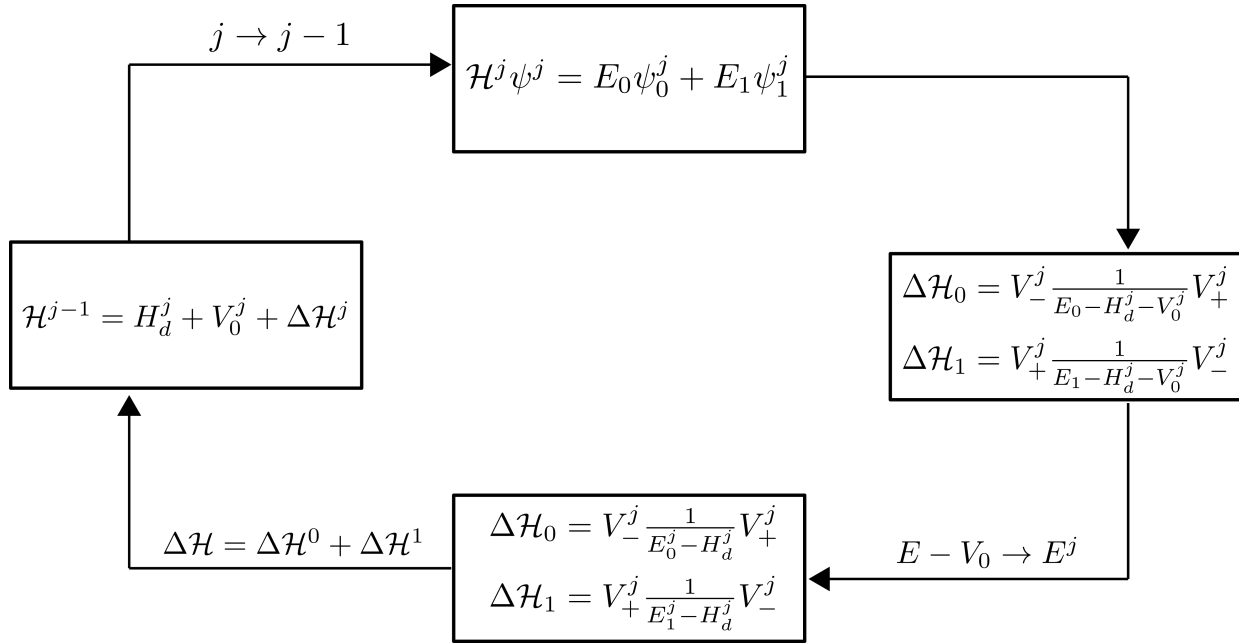 j → j − 1
ℋ^j ψ^j = E_0 ψ_0^j + E_1 ψ_1^j
Δℋ_0 = V_-^j \frac{1}{E_0 − H_d^j − V_0^j} V_+^j
Δℋ_1 = V_+^j \frac{1}{E_1 − H_d^j − V_0^j} V_-^j
ℋ^{j−1} = H_d^j + V_0^j + Δℋ^j
Δℋ = Δℋ^0 + Δℋ^1
Δℋ_0 = V_-^j \frac{1}{E_0^j − H_d^j} V_+^j
Δℋ_1 = V_+^j \frac{1}{E_1^j − H_d^j} V_-^j
E − V_0 → E^j